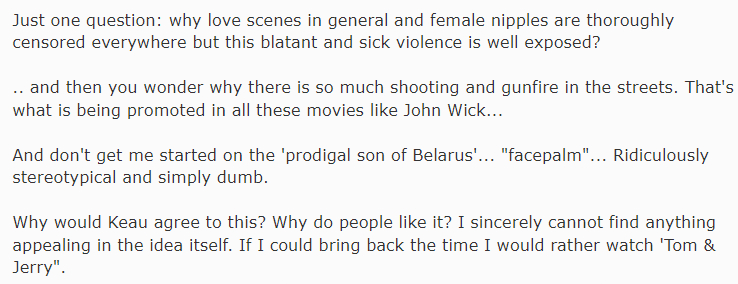 Just one question: why love scenes in general and female nipples are thoroughly
censored everywhere but this blatant and sick violence is well exposed?
.. and then you wonder why there is so much shooting and gunfire in the streets. That's
what is being promoted in all these movies like John Wick...
And don't get me started on the 'prodigal son of Belarus'... "facepalm"... Ridiculously
stereotypical and simply dumb.
Why would Keau agree to this? Why do people like it? I sincerely cannot find anything
appealing in the idea itself. If I could bring back the time I would rather watch 'Tom &
Jerry".